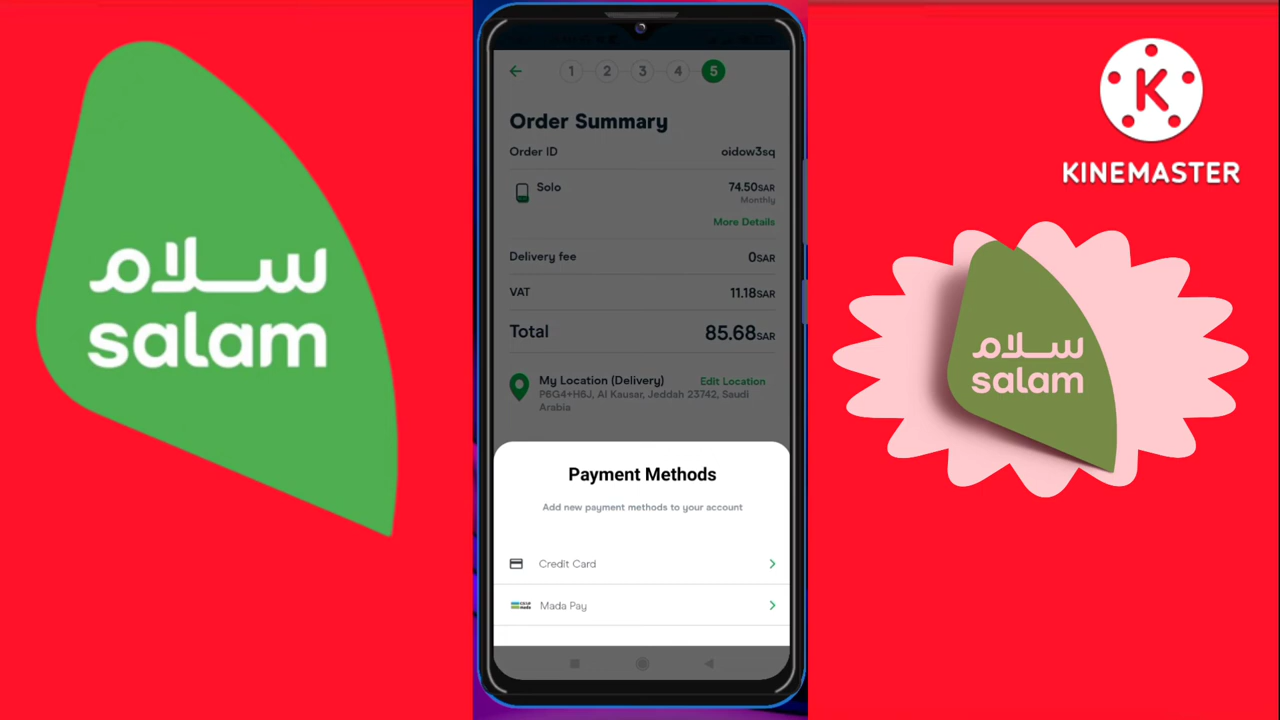 سلام
salam
1 2 3 4 5
Order Summary
Order ID oidow3sq
Solo 74.50SAR
Monthly
More Details
Delivery fee 0SAR
VAT 11.18SAR
Total 85.68SAR
My Location (Delivery) Edit Location
P6G4+H6J, Al Kausar, Jeddah 23742, Saudi
Arabia
Payment Methods
Add new payment methods to your account
Credit Card
Mada Pay
K
KINEMASTER
سلام
salam